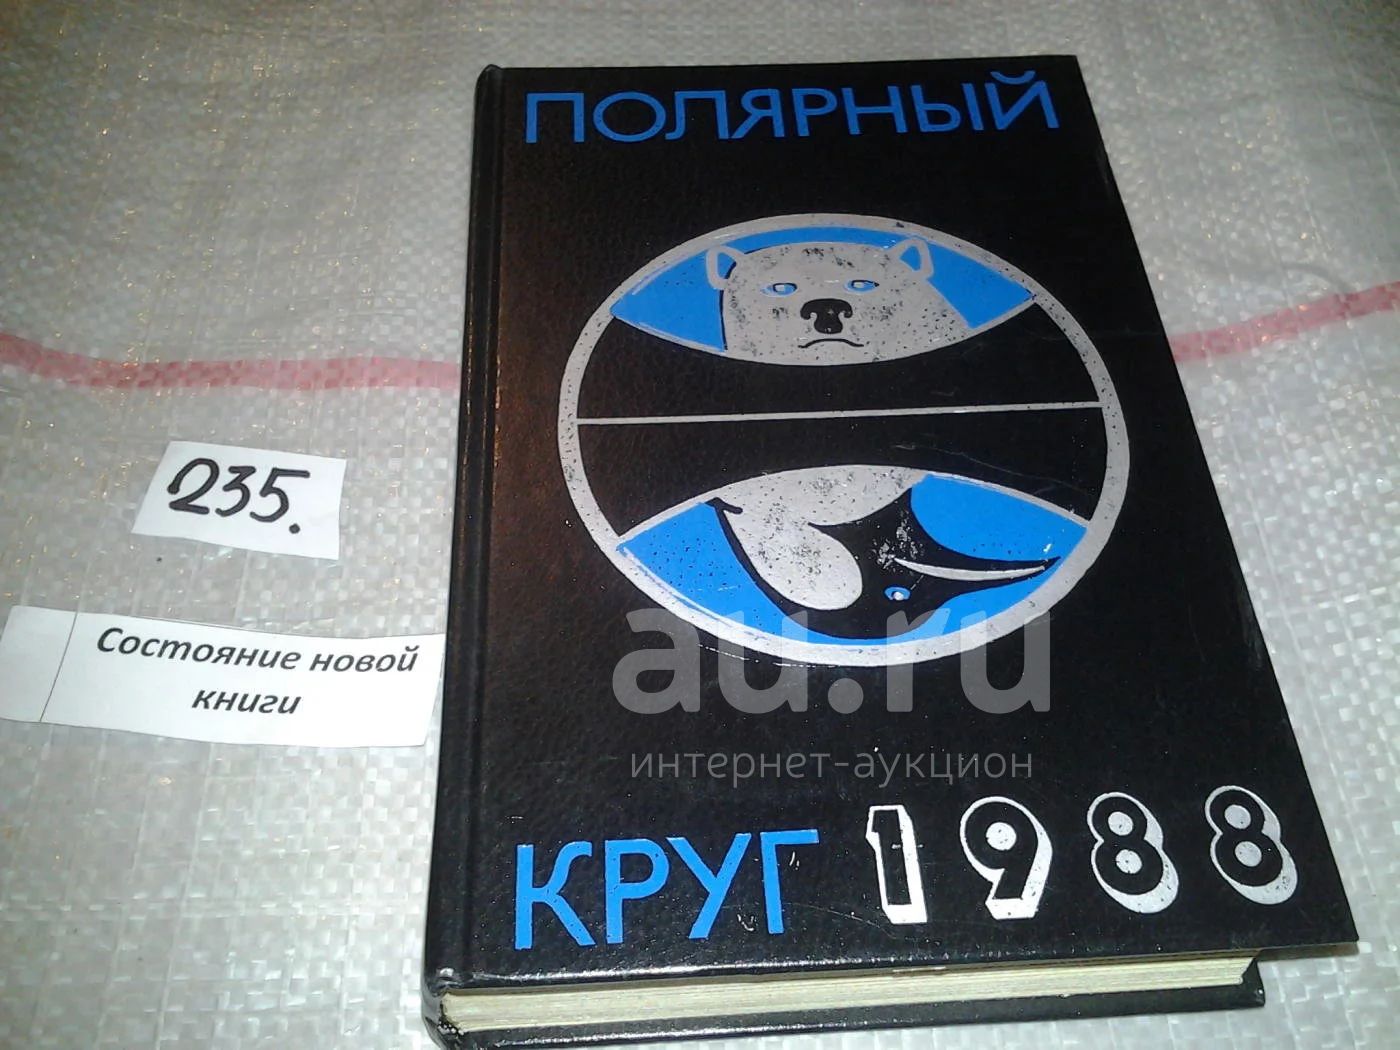 ПОЛЯРНЫЙ
235.
Состояние новой
книги
au.ru
интернет-аукцион
КРУГ 1988